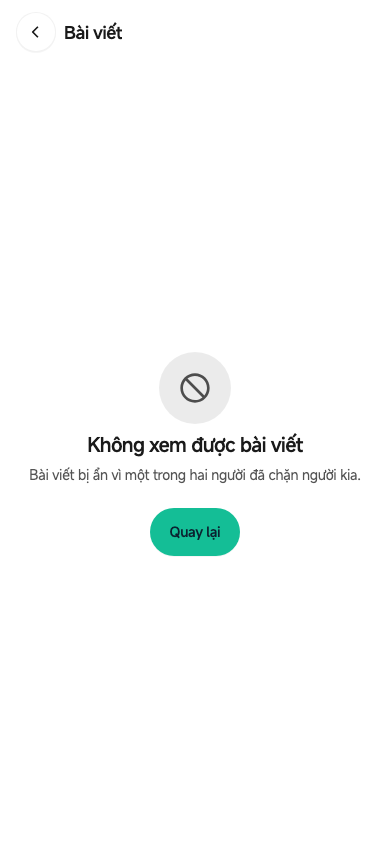 Bài viết
Không xem được bài viết
Bài viết bị ẩn vì một trong hai người đã chặn người kia.
Quay lại